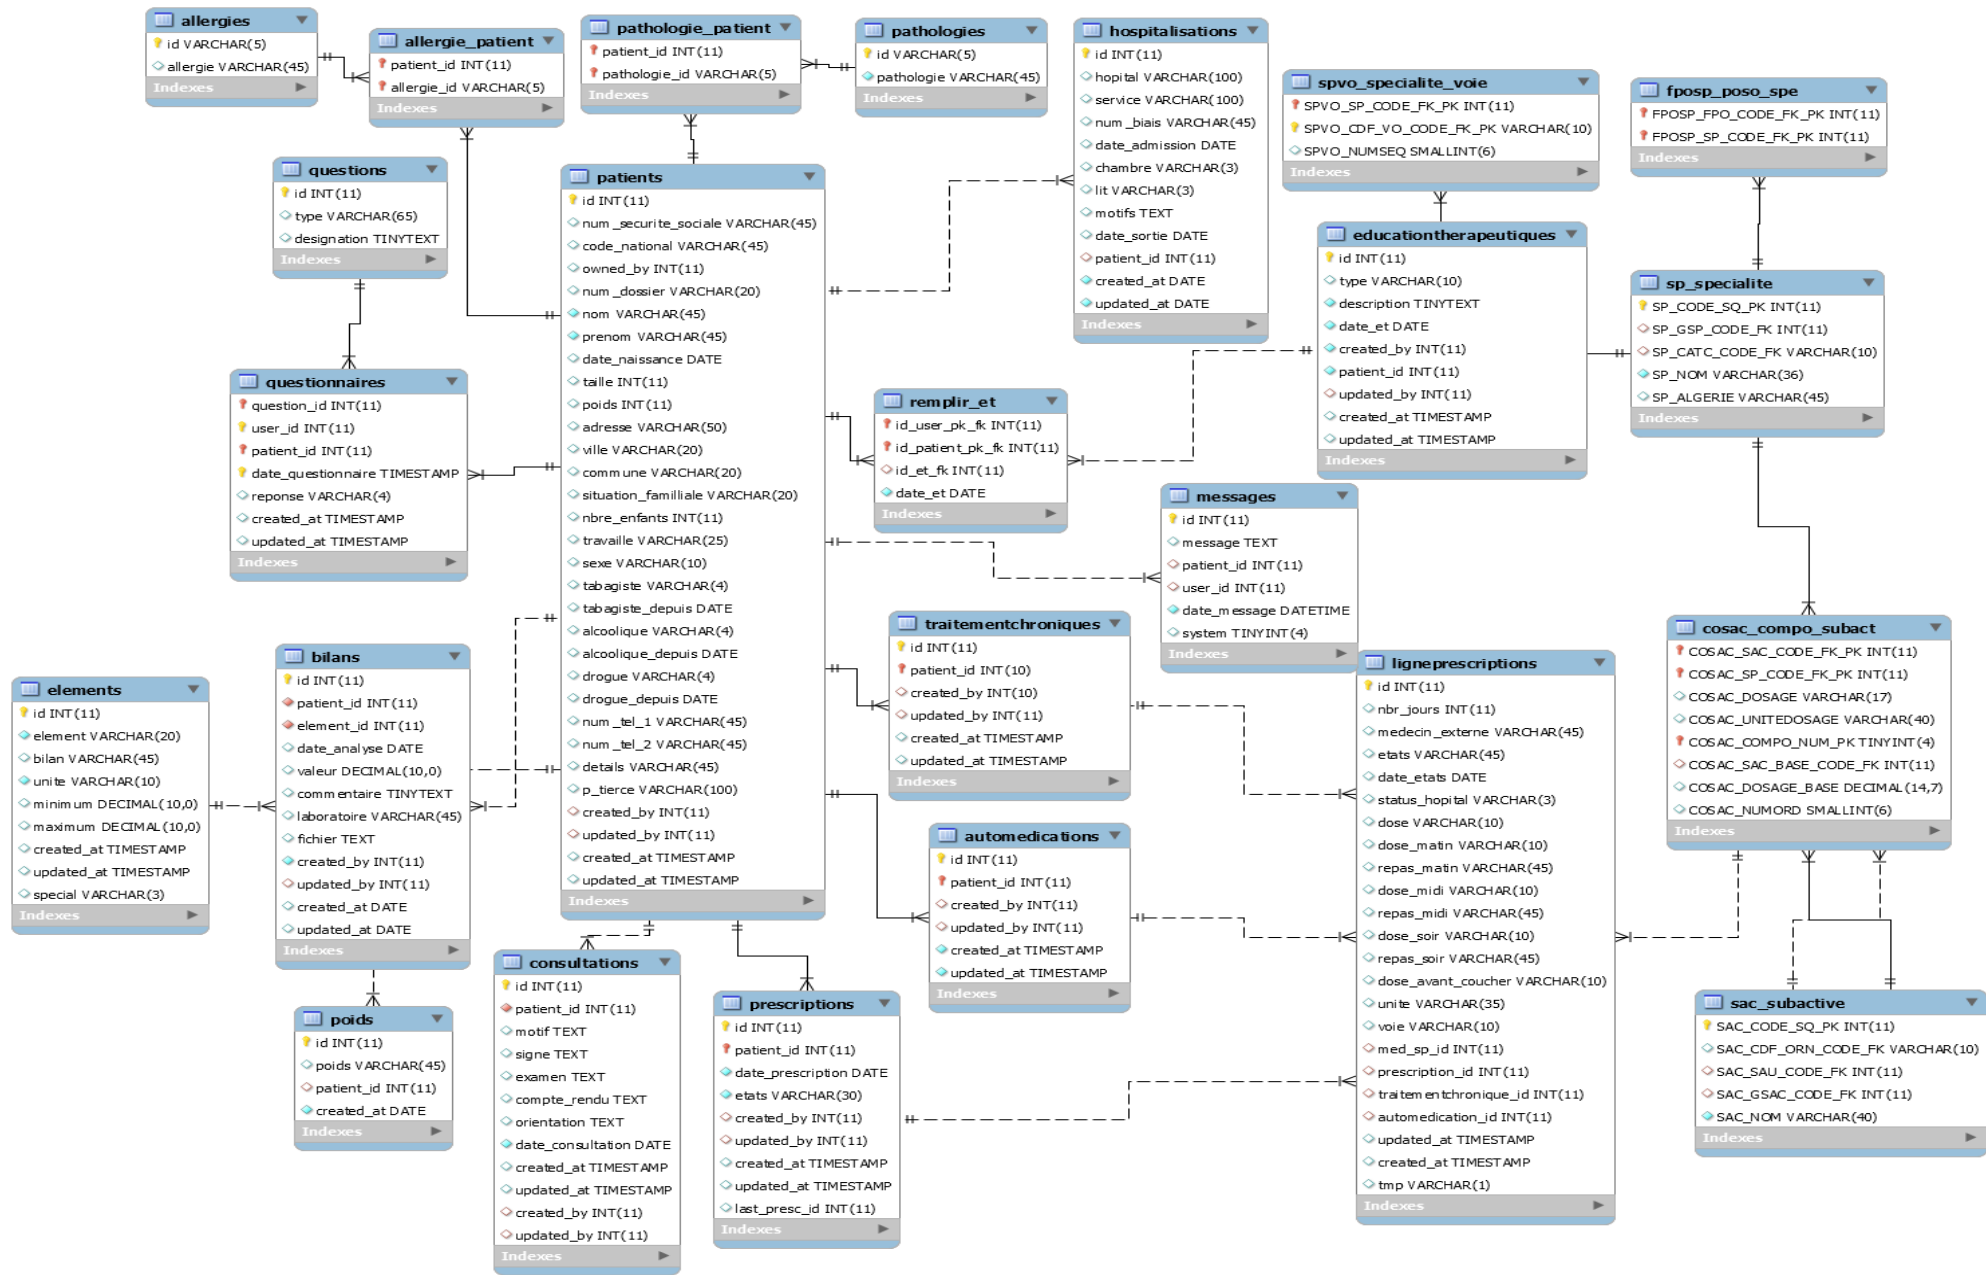 allergies
id VARCHAR(5)
allergie VARCHAR(45)
Indexes
allergie_patient
patient_id INT(11)
allergie_id VARCHAR(5)
Indexes
pathologie_patient
patient_id INT(11)
pathologie_id VARCHAR(5)
Indexes
pathologies
id VARCHAR(5)
pathologie VARCHAR(45)
Indexes
hospitalisations
id INT(11)
hopital VARCHAR(100)
service VARCHAR(100)
num_biais VARCHAR(45)
date_admission DATE
chambre VARCHAR(3)
lit VARCHAR(3)
motifs TEXT
date_sortie DATE
patient_id INT(11)
created_at DATE
updated_at DATE
Indexes
spvo_specialite_voie
SPVO_SP_CODE_FK_PK INT(11)
SPVO_CDF_VO_CODE_FK_PK VARCHAR(10)
SPVO_NUMSEQ SMALLINT(6)
Indexes
fposp_poso_spe
FPOSP_FPO_CODE_FK_PK INT(11)
FPOSP_SP_CODE_FK_PK INT(11)
Indexes
questions
id INT(11)
type VARCHAR(65)
designation TINYTEXT
Indexes
patients
id INT(11)
num_securite_sociale VARCHAR(45)
code_national VARCHAR(45)
owned_by INT(11)
num_dossier VARCHAR(20)
nom VARCHAR(45)
prenom VARCHAR(45)
date_naissance DATE
taille INT(11)
poids INT(11)
adresse VARCHAR(50)
ville VARCHAR(20)
commune VARCHAR(20)
situation_familliale VARCHAR(20)
nbre_enfants INT(11)
travaille VARCHAR(25)
sexe VARCHAR(10)
tabagiste VARCHAR(4)
tabagiste_depuis DATE
alcoolique VARCHAR(4)
alcoolique_depuis DATE
drogue VARCHAR(4)
drogue_depuis DATE
num_tel_1 VARCHAR(45)
num_tel_2 VARCHAR(45)
details VARCHAR(45)
p_tierce VARCHAR(100)
created_by INT(11)
updated_by INT(11)
created_at TIMESTAMP
updated_at TIMESTAMP
Indexes
educationtherapeutiques
id INT(11)
type VARCHAR(10)
description TINYTEXT
date_et DATE
created_by INT(11)
patient_id INT(11)
updated_by INT(11)
created_at TIMESTAMP
updated_at TIMESTAMP
Indexes
sp_specialite
SP_CODE_SQ_PK INT(11)
SP_GSP_CODE_FK INT(11)
SP_CATC_CODE_FK VARCHAR(10)
SP_NOM VARCHAR(36)
SP_ALGERIE VARCHAR(45)
Indexes
questionnaires
question_id INT(11)
user_id INT(11)
patient_id INT(11)
date_questionnaire TIMESTAMP
reponse VARCHAR(4)
created_at TIMESTAMP
updated_at TIMESTAMP
Indexes
remplir_et
id_user_pk_fk INT(11)
id_patient_pk_fk INT(11)
id_et_fk INT(11)
date_et DATE
Indexes
messages
id INT(11)
message TEXT
patient_id INT(11)
user_id INT(11)
date_message DATETIME
system TINYINT(4)
Indexes
traitementchroniques
id INT(11)
patient_id INT(10)
created_by INT(10)
updated_by INT(11)
created_at TIMESTAMP
updated_at TIMESTAMP
Indexes
ligneprescriptions
id INT(11)
nbr_jours INT(11)
medecin_externe VARCHAR(45)
etats VARCHAR(45)
date_etats DATE
status_hopital VARCHAR(3)
dose VARCHAR(10)
dose_matin VARCHAR(10)
repas_matin VARCHAR(45)
dose_midi VARCHAR(10)
repas_midi VARCHAR(45)
dose_soir VARCHAR(10)
repas_soir VARCHAR(45)
dose_avant_coucher VARCHAR(10)
unite VARCHAR(35)
voie VARCHAR(10)
med_sp_id INT(11)
prescription_id INT(11)
traitementchronique_id INT(11)
automedication_id INT(11)
updated_at TIMESTAMP
created_at TIMESTAMP
tmp VARCHAR(1)
Indexes
cosac_compo_subact
COSAC_SAC_CODE_FK_PK INT(11)
COSAC_SP_CODE_FK_PK INT(11)
COSAC_DOSAGE VARCHAR(17)
COSAC_UNITEDOSAGE VARCHAR(40)
COSAC_COMPO_NUM_PK TINYINT(4)
COSAC_SAC_BASE_CODE_FK INT(11)
COSAC_DOSAGE_BASE DECIMAL(14,7)
COSAC_NUMORD SMALLINT(6)
Indexes
elements
id INT(11)
element VARCHAR(20)
bilan VARCHAR(45)
unite VARCHAR(10)
minimum DECIMAL(10,0)
maximum DECIMAL(10,0)
created_at TIMESTAMP
updated_at TIMESTAMP
special VARCHAR(3)
Indexes
bilans
id INT(11)
patient_id INT(11)
element_id INT(11)
date_analyse DATE
valeur DECIMAL(10,0)
commentaire TINYTEXT
laboratoire VARCHAR(45)
fichier TEXT
created_by INT(11)
updated_by INT(11)
created_at DATE
updated_at DATE
Indexes
automedications
id INT(11)
patient_id INT(11)
created_by INT(11)
updated_by INT(11)
created_at TIMESTAMP
updated_at TIMESTAMP
Indexes
poids
id INT(11)
poids VARCHAR(45)
patient_id INT(11)
created_at DATE
Indexes
consultations
id INT(11)
patient_id INT(11)
motif TEXT
signe TEXT
examen TEXT
compte_rendu TEXT
orientation TEXT
date_consultation DATE
created_at TIMESTAMP
updated_at TIMESTAMP
created_by INT(11)
updated_by INT(11)
Indexes
prescriptions
id INT(11)
patient_id INT(11)
date_prescription DATE
etats VARCHAR(30)
created_by INT(11)
updated_by INT(11)
created_at TIMESTAMP
updated_at TIMESTAMP
last_presc_id INT(11)
Indexes
sac_subactive
SAC_CODE_SQ_PK INT(11)
SAC_CDF_ORN_CODE_FK VARCHAR(10)
SAC_SAU_CODE_FK INT(11)
SAC_GSAC_CODE_FK INT(11)
SAC_NOM VARCHAR(40)
Indexes